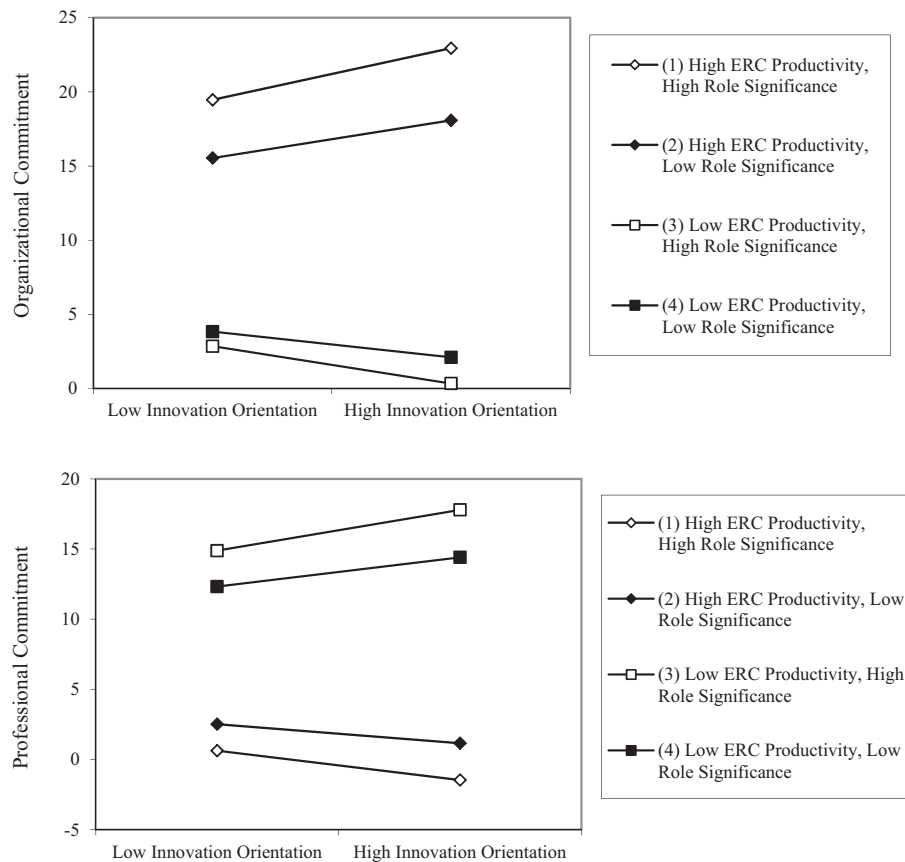 25
20
15
10
5
0
Organizational Commitment
Low Innovation Orientation
High Innovation Orientation
(1) High ERC Productivity,
High Role Significance
(2) High ERC Productivity,
Low Role Significance
(3) Low ERC Productivity,
High Role Significance
(4) Low ERC Productivity,
Low Role Significance
20
15
10
5
0
-5
Professional Commitment
Low Innovation Orientation
High Innovation Orientation
(1) High ERC Productivity,
High Role Significance
(2) High ERC Productivity, Low
Role Significance
(3) Low ERC Productivity, High
Role Significance
(4) Low ERC Productivity, Low
Role Significance